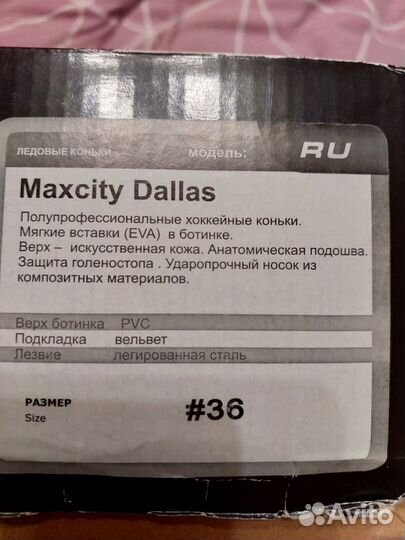 ЛЕДОВЫЕ КОНЬКИ модель: RU
Maxcity Dallas
Полупрофессиональные хоккейные коньки.
Мягкие вставки (EVA) в ботинке.
Верх – искусственная кожа. Анатомическая подошва.
Защита голеностопа . Ударопрочный носок из
композитных материалов.
Верх ботинка PVC
Подкладка вельвет
Лезвие легированная сталь
РАЗМЕР #36
Size
Avito